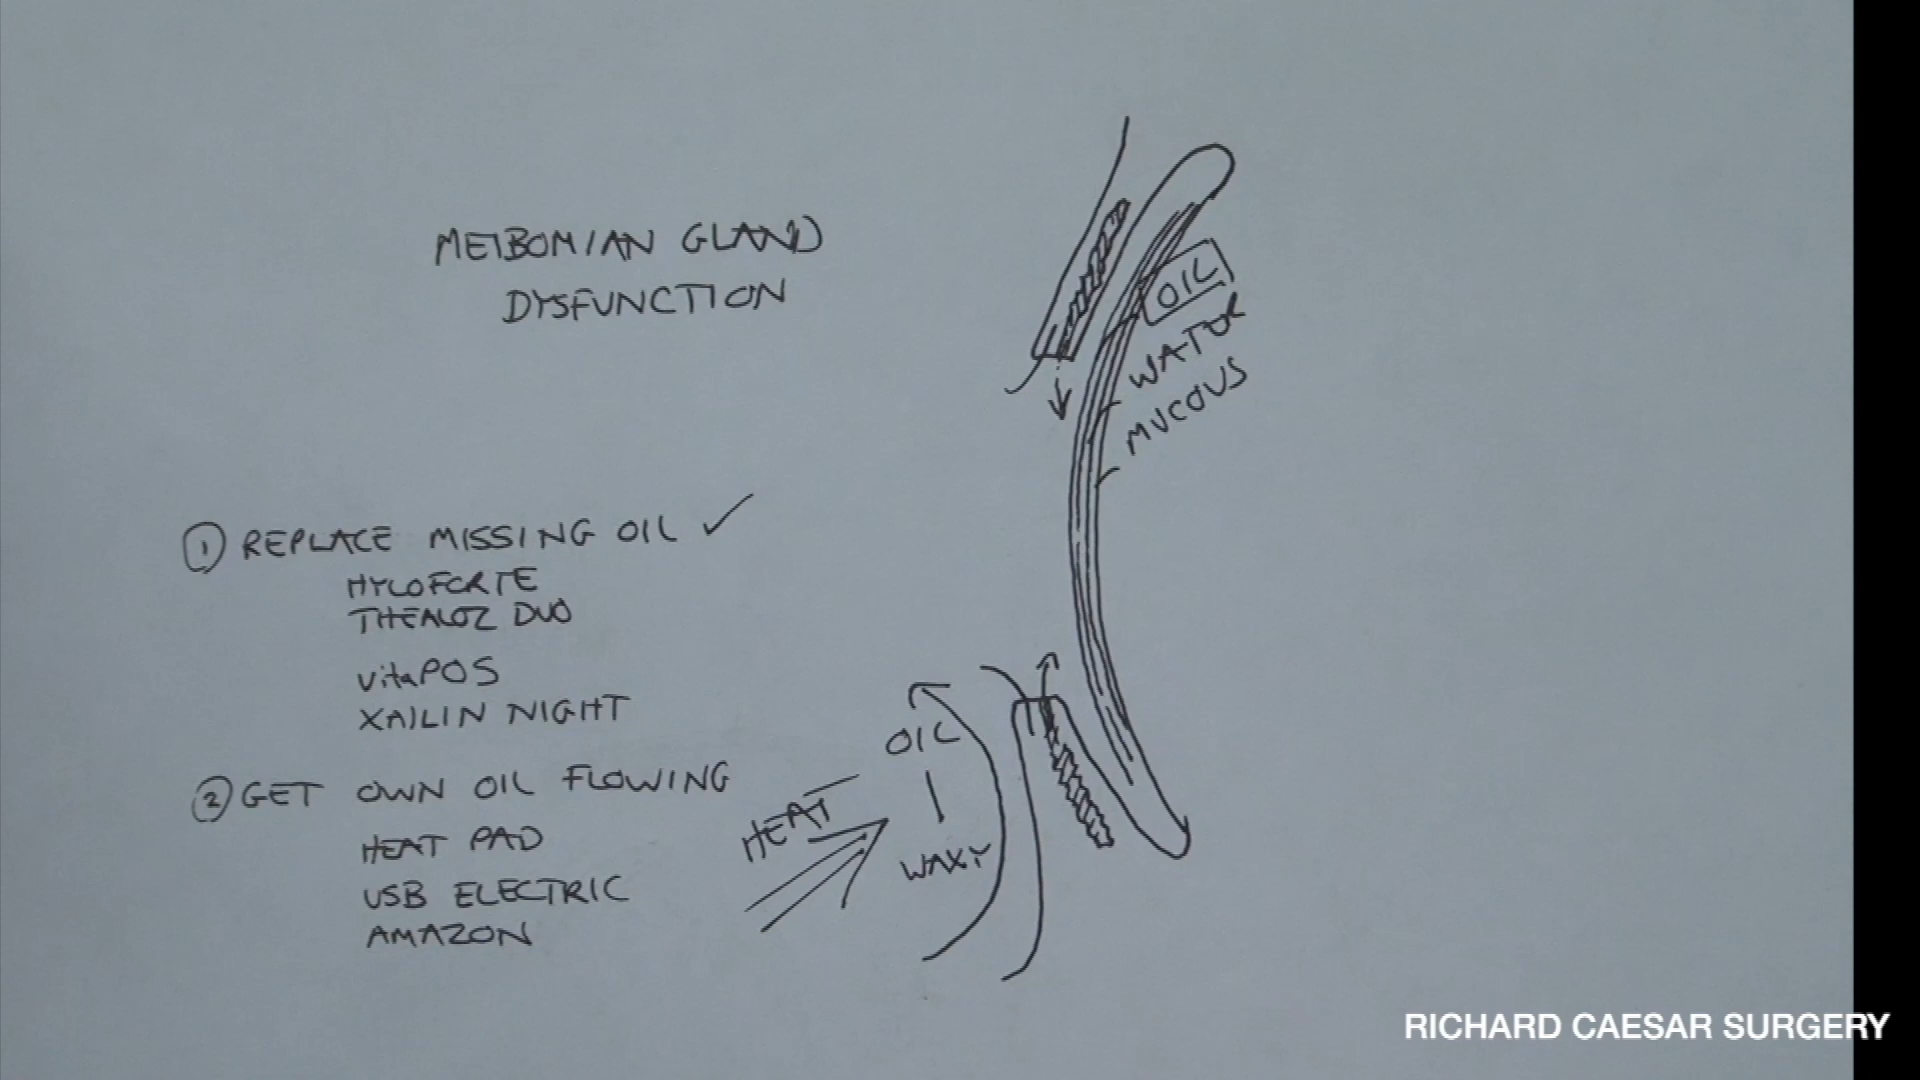 MEIBOMIAN GLAND
DYSFUNCTION
OIL
WATER
MUCOUS
① REPLACE MISSING OIL ✓
HYLOFORTE
THEALOZ DUO
vitaPOS
XAILIN NIGHT
② GET OWN OIL FLOWING
HEAT PAD
USB ELECTRIC
AMAZON
OIL
HEAT
WAXY
RICHARD CAESAR SURGERY